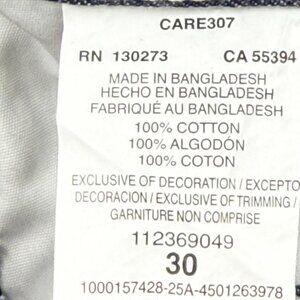 CARE307
RN 130273 CA 55394
MADE IN BANGLADESH
HECHO EN BANGLADESH
FABRIQUÉ AU BANGLADESH
100% COTTON
100% ALGODÓN
100% COTON
EXCLUSIVE OF DECORATION / EXCEPTO
DECORACION / EXCLUSIVE OF TRIMMING /
GARNITURE NON COMPRISE
112369049
30
1000157428-25A-4501263978